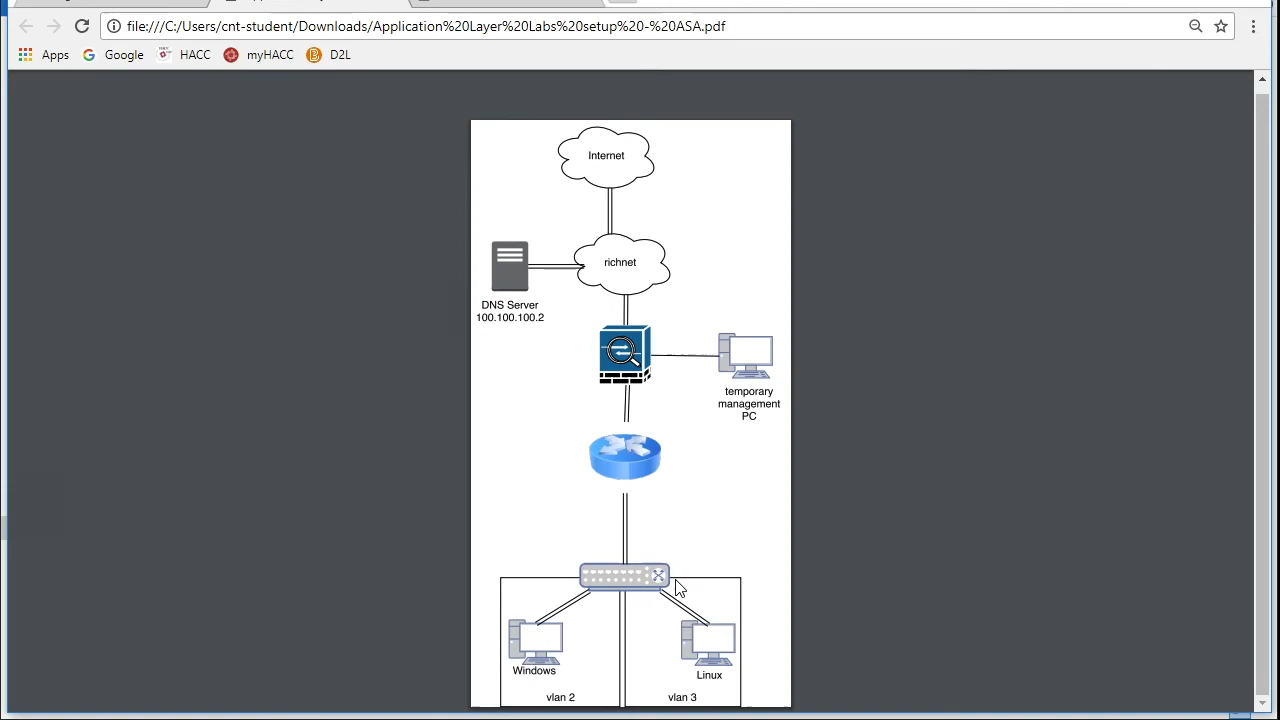 file:///C:/Users/cnt-student/Downloads/Application%20Layer%20Labs%20setup%20-%20ASA.pdf
Apps
Google
HACC
myHACC
D2L
Internet
richnet
DNS Server
100.100.100.2
temporary
management
PC
Windows
Linux
vlan 2
vlan 3